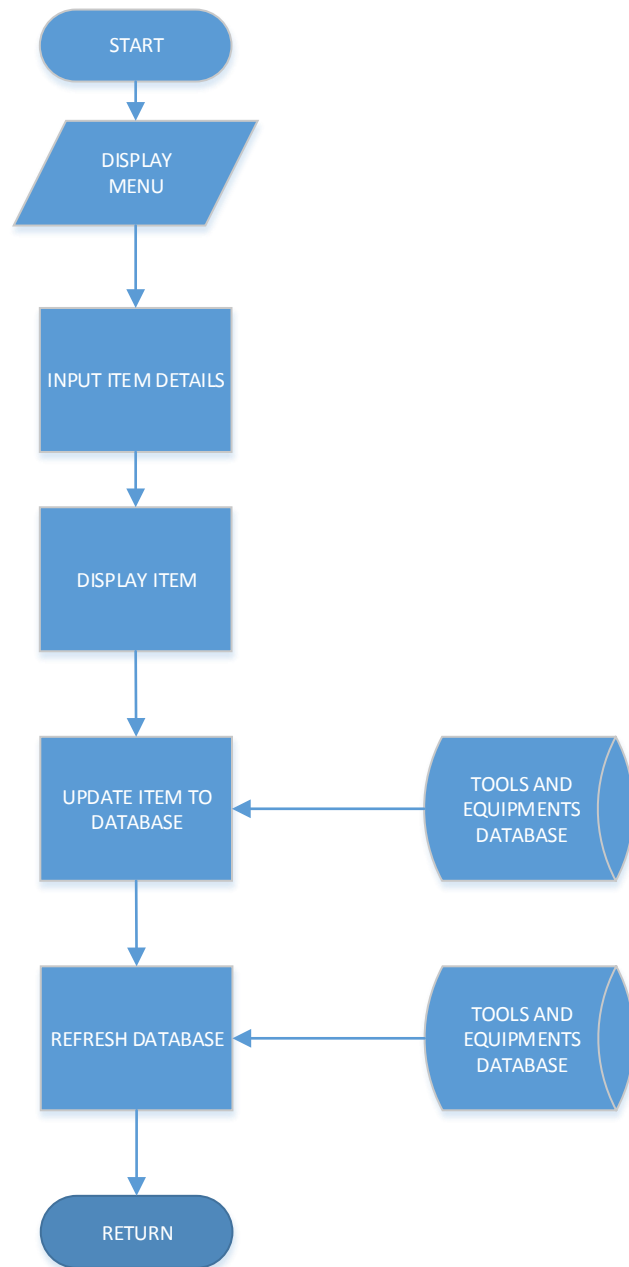 START
DISPLAY
MENU
INPUT ITEM DETAILS
DISPLAY ITEM
UPDATE ITEM TO
DATABASE
TOOLS AND
EQUIPMENTS
DATABASE
REFRESH DATABASE
TOOLS AND
EQUIPMENTS
DATABASE
RETURN